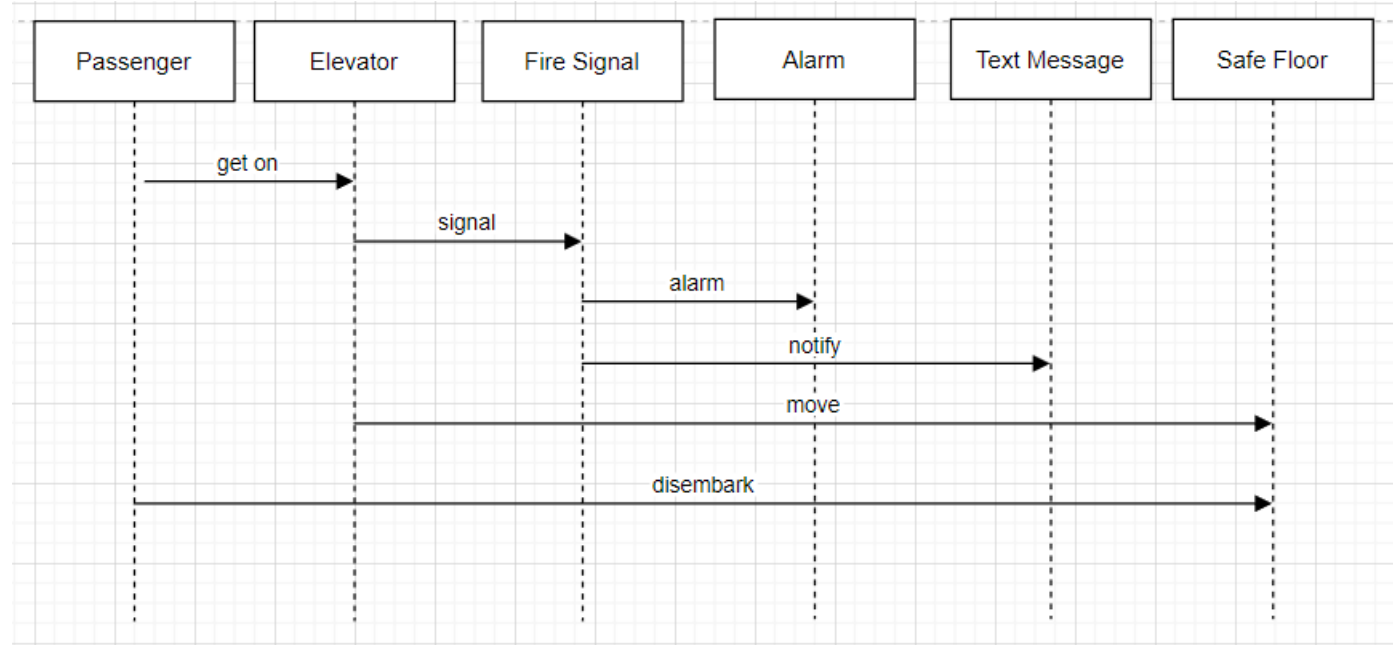 Passenger
Elevator
Fire Signal
Alarm
Text Message
Safe Floor
get on
signal
alarm
notify
move
disembark